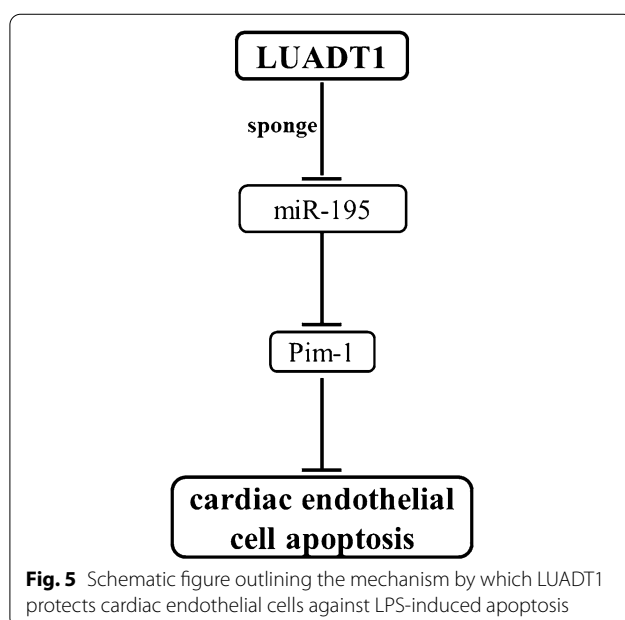 LUADT1
sponge
miR-195
Pim-1
cardiac endothelial
cell apoptosis
Fig. 5 Schematic figure outlining the mechanism by which LUADT1
protects cardiac endothelial cells against LPS-induced apoptosis